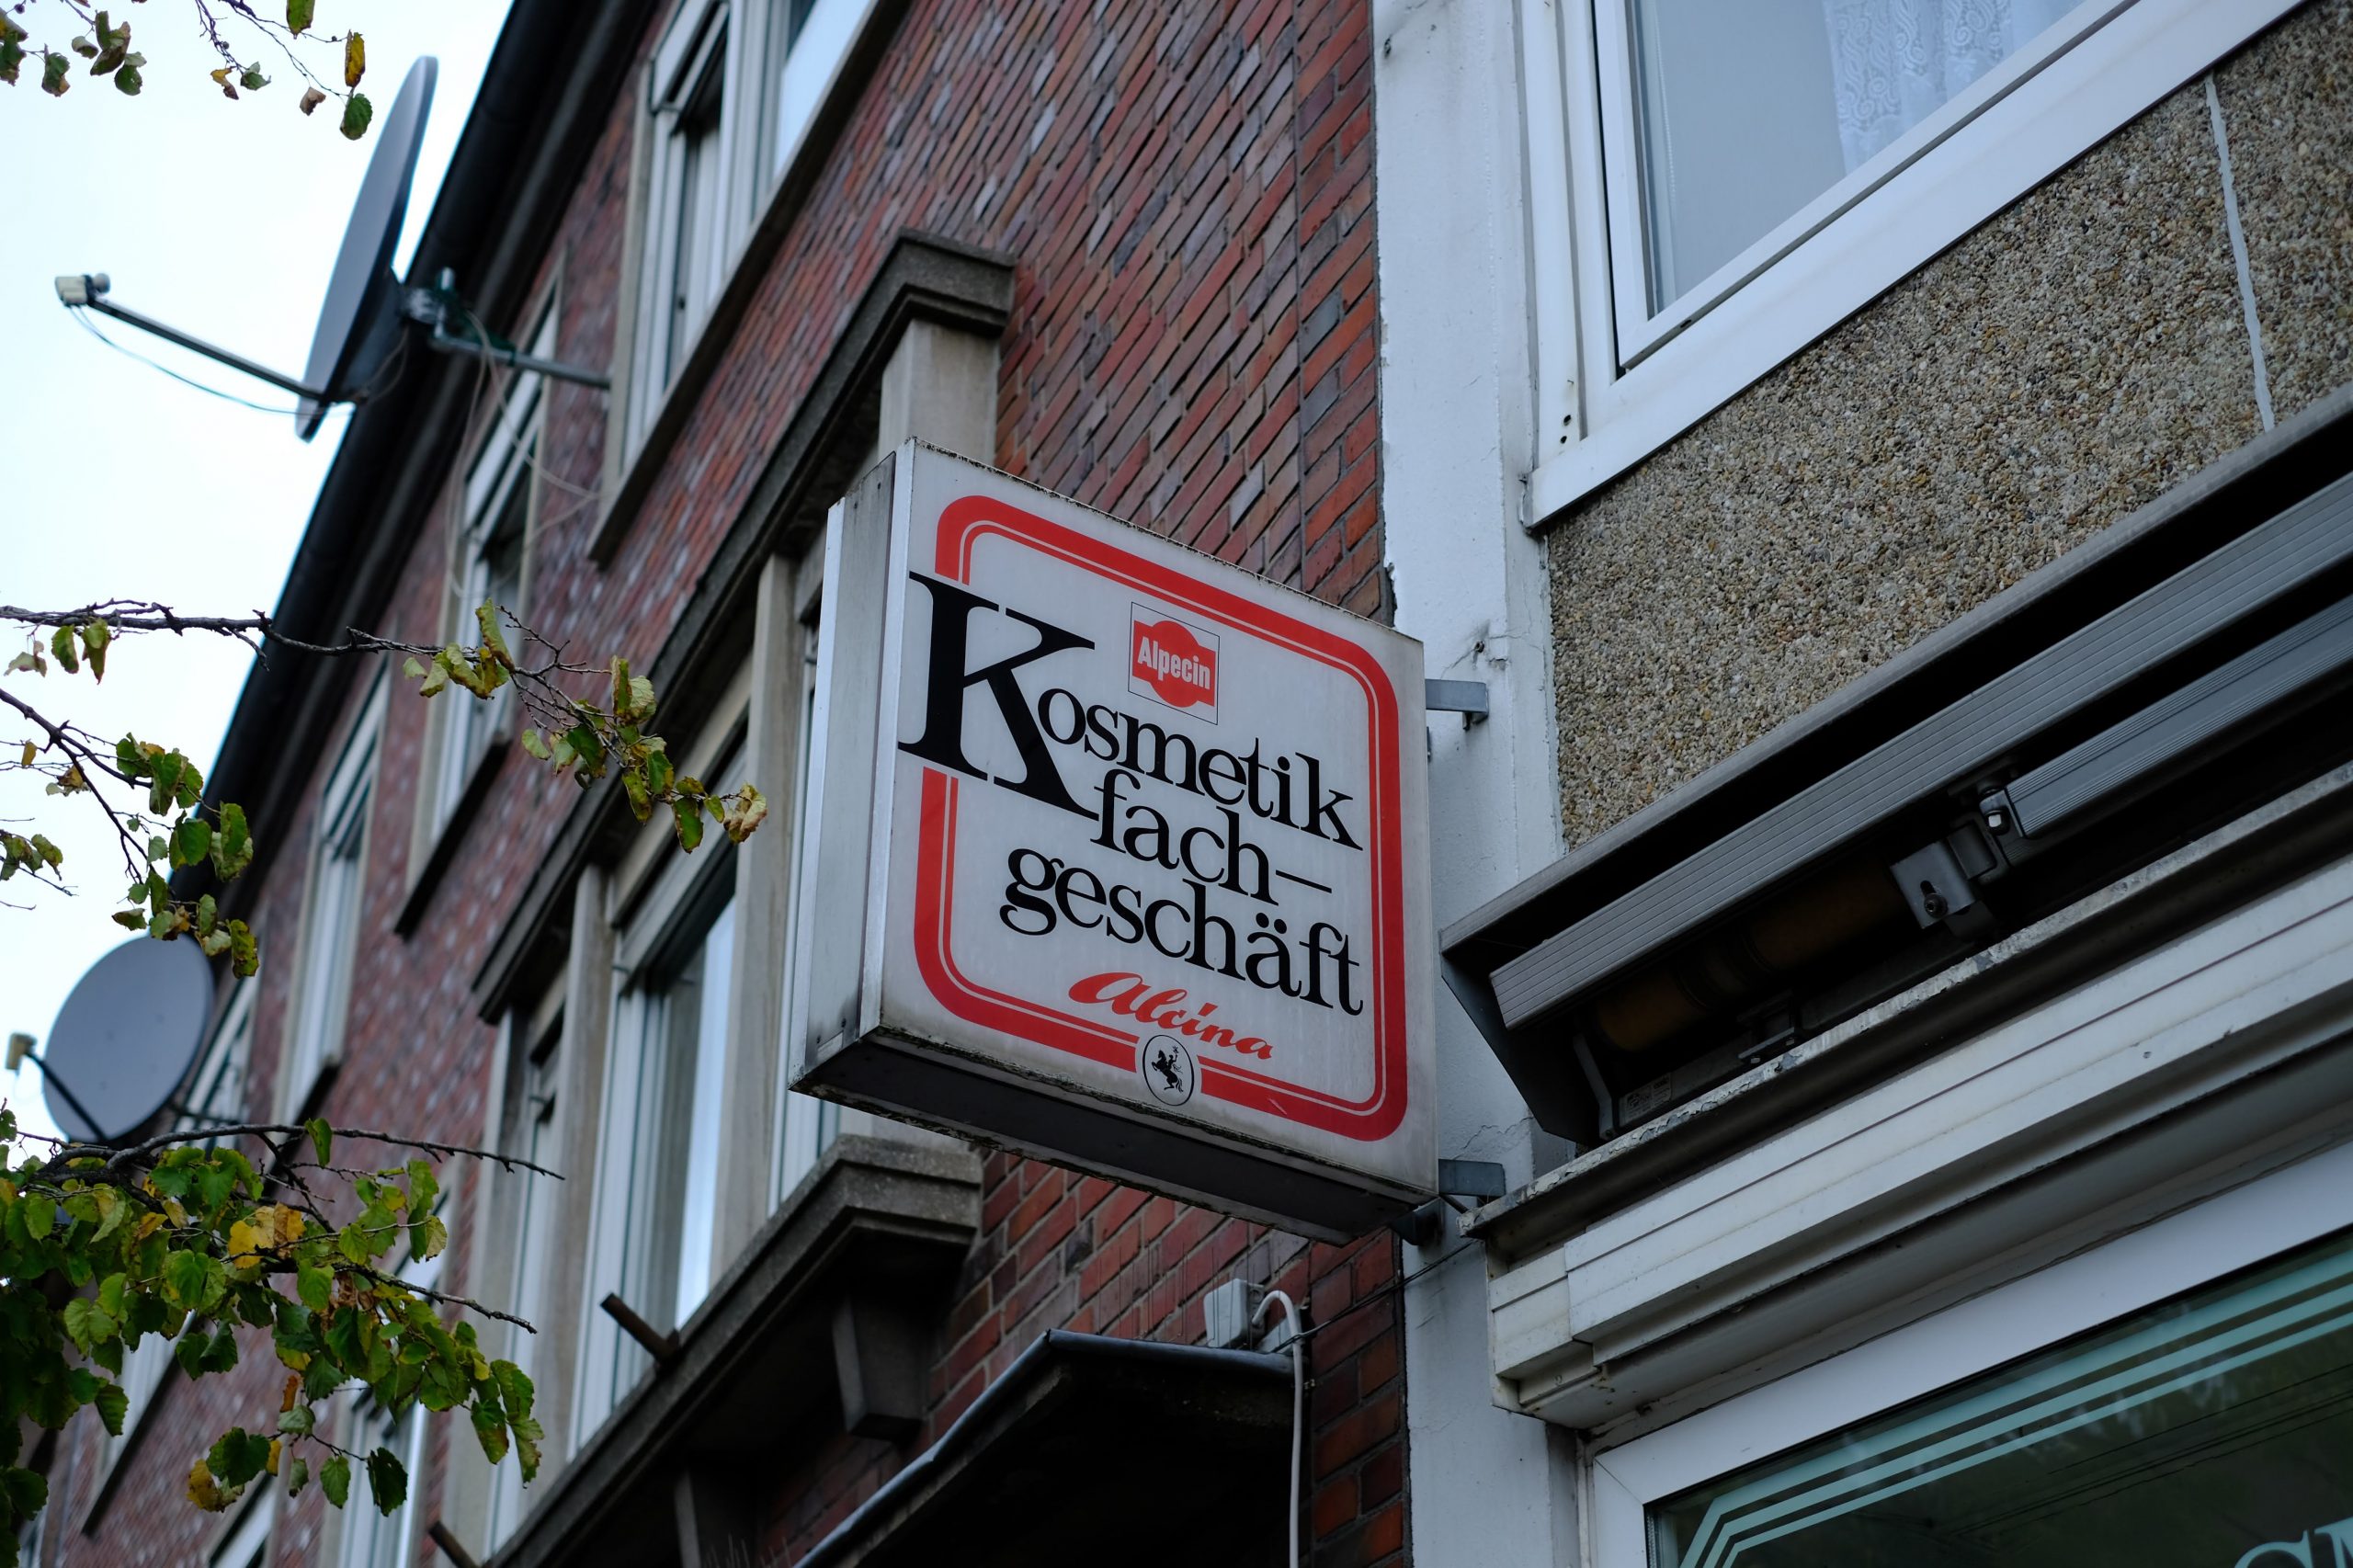 Alpecin
Kosmetik
fach—
geschäft
Alcina